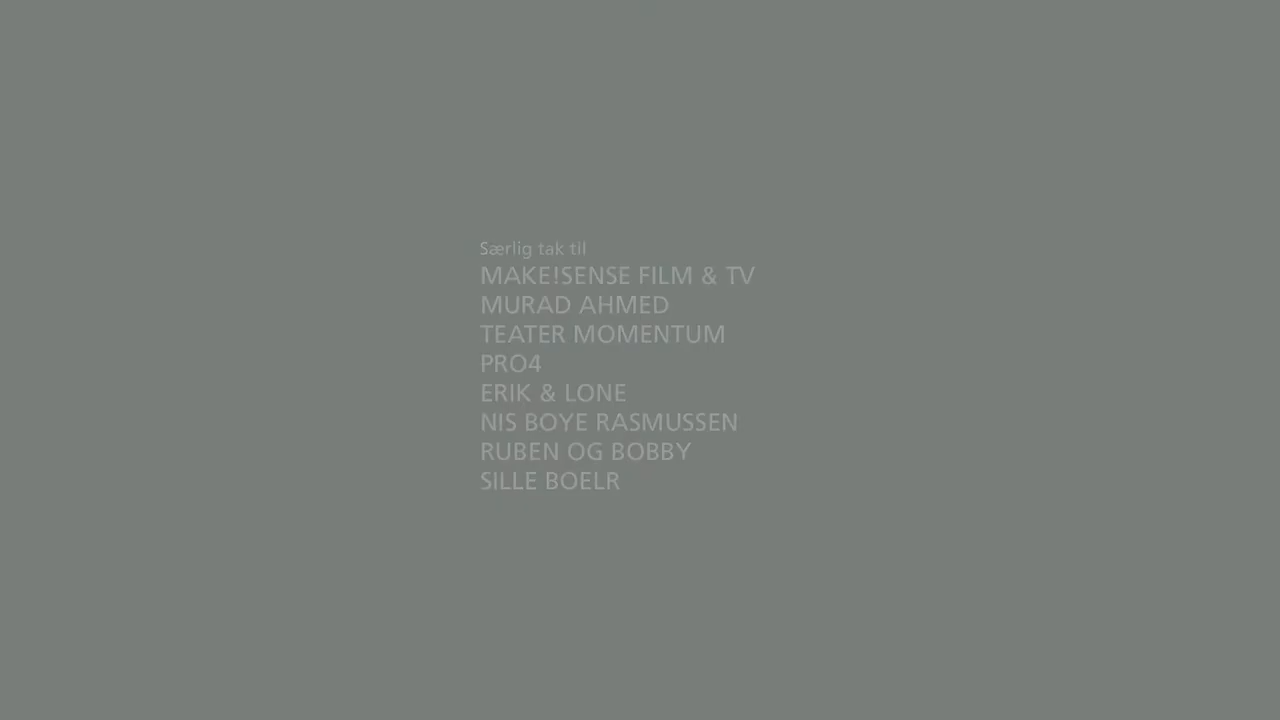 Særlig tak til
MAKE!SENSE FILM & TV
MURAD AHMED
TEATER MOMENTUM
PRO4
ERIK & LONE
NIS BOYE RASMUSSEN
RUBEN OG BOBBY
SILLE BOELR